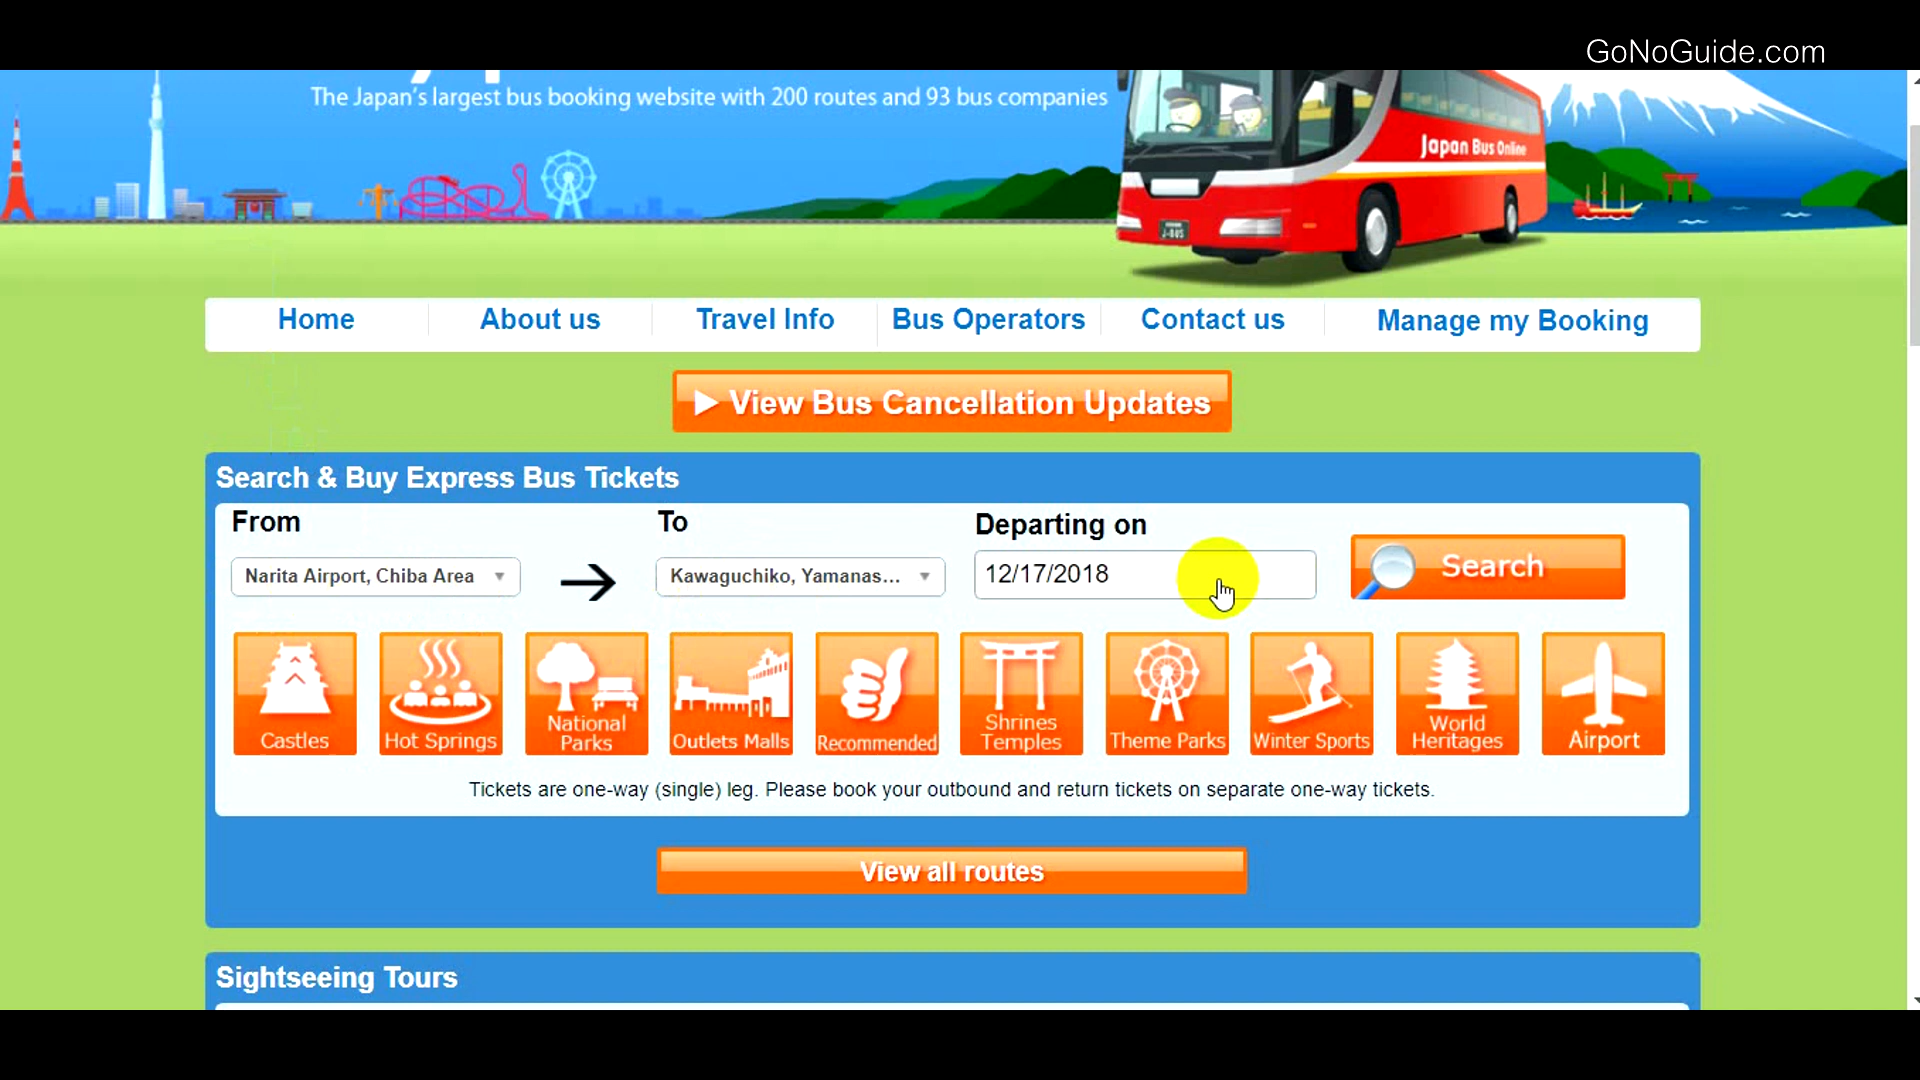 GoNoGuide.com
The Japan's largest bus booking website with 200 routes and 93 bus companies
Japan Bus Online
J-BUS
Home
About us
Travel Info
Bus Operators
Contact us
Manage my Booking
View Bus Cancellation Updates
Search & Buy Express Bus Tickets
From
To
Departing on
Narita Airport, Chiba Area
Kawaguchiko, Yamanas...
12/17/2018
Search
Castles
Hot Springs
National
Parks
Outlets Malls
Recommended
Shrines
Temples
Theme Parks
Winter Sports
World
Heritages
Airport
Tickets are one-way (single) leg. Please book your outbound and return tickets on separate one-way tickets.
View all routes
Sightseeing Tours